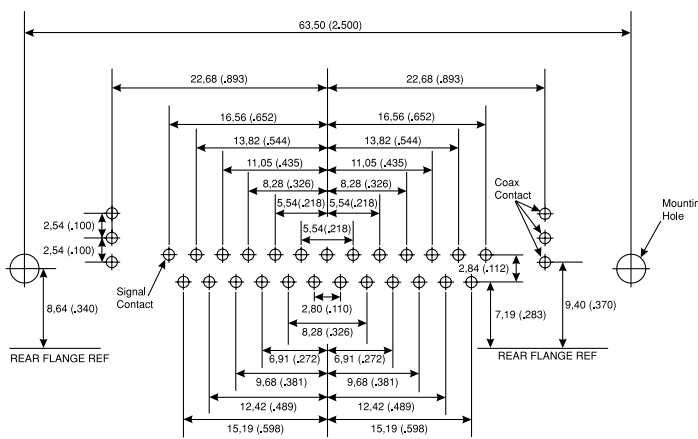 63,50 (2.500)
22,68 (.893) 22,68 (.893)
16,56 (.652) 16,56 (.652)
13,82 (.544) 13,82 (.544)
11,05 (.435) 11,05 (.435)
8,28 (.326) 8,28 (.326)
5,54(.218) 5,54(.218)
5,54(.218)
Coax
Contact
Mountin
Hole
2,54 (.100)
2,54 (.100)
Signal
Contact
2,84 (.112)
2,80 (.110)
8,64 (.340)
7,19 (.283)
9,40 (.370)
8,28 (.326)
REAR FLANGE REF REAR FLANGE REF
6,91 (.272) 6,91 (.272)
9,68 (.381) 9,68 (.381)
12,42 (.489) 12,42 (.489)
15,19 (.598) 15,19 (.598)